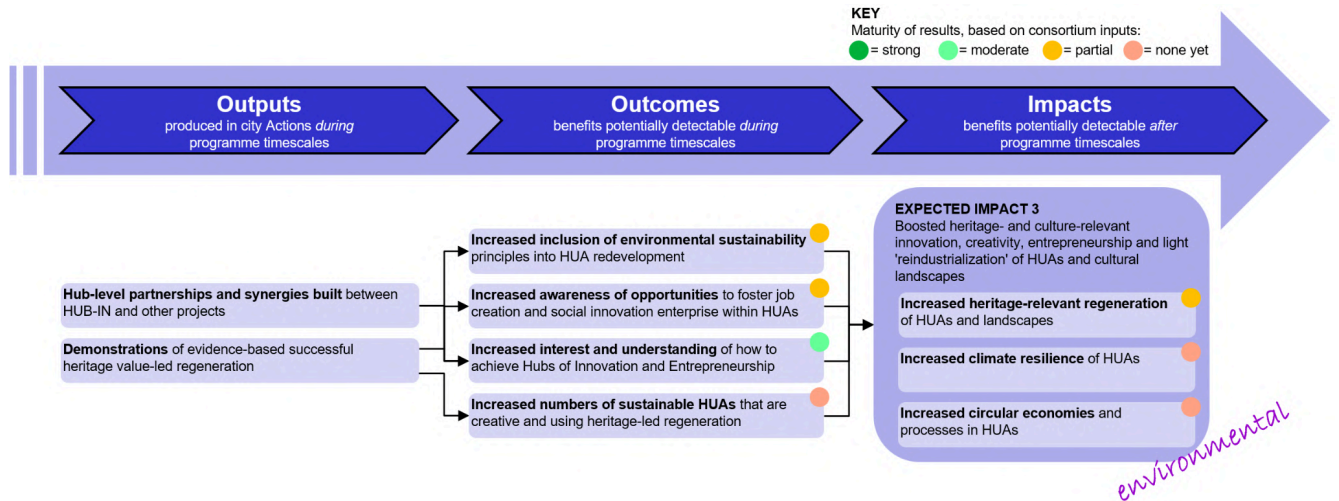 KEY
Maturity of results, based on consortium inputs:
= strong = moderate = partial = none yet
Outputs
produced in city Actions during
programme timescales
Outcomes
benefits potentially detectable during
programme timescales
Impacts
benefits potentially detectable after
programme timescales
Hub-level partnerships and synergies built between
HUB-IN and other projects
Demonstrations of evidence-based successful
heritage value-led regeneration
Increased inclusion of environmental sustainability
principles into HUA redevelopment
Increased awareness of opportunities to foster job
creation and social innovation enterprise within HUAs
Increased interest and understanding of how to
achieve Hubs of Innovation and Entrepreneurship
Increased numbers of sustainable HUAs that are
creative and using heritage-led regeneration
EXPECTED IMPACT 3
Boosted heritage- and culture-relevant
innovation, creativity, entrepreneurship and light
'reindustrialization' of HUAs and cultural
landscapes
Increased heritage-relevant regeneration
of HUAs and landscapes
Increased climate resilience of HUAs
Increased circular economies and
processes in HUAs
environmental